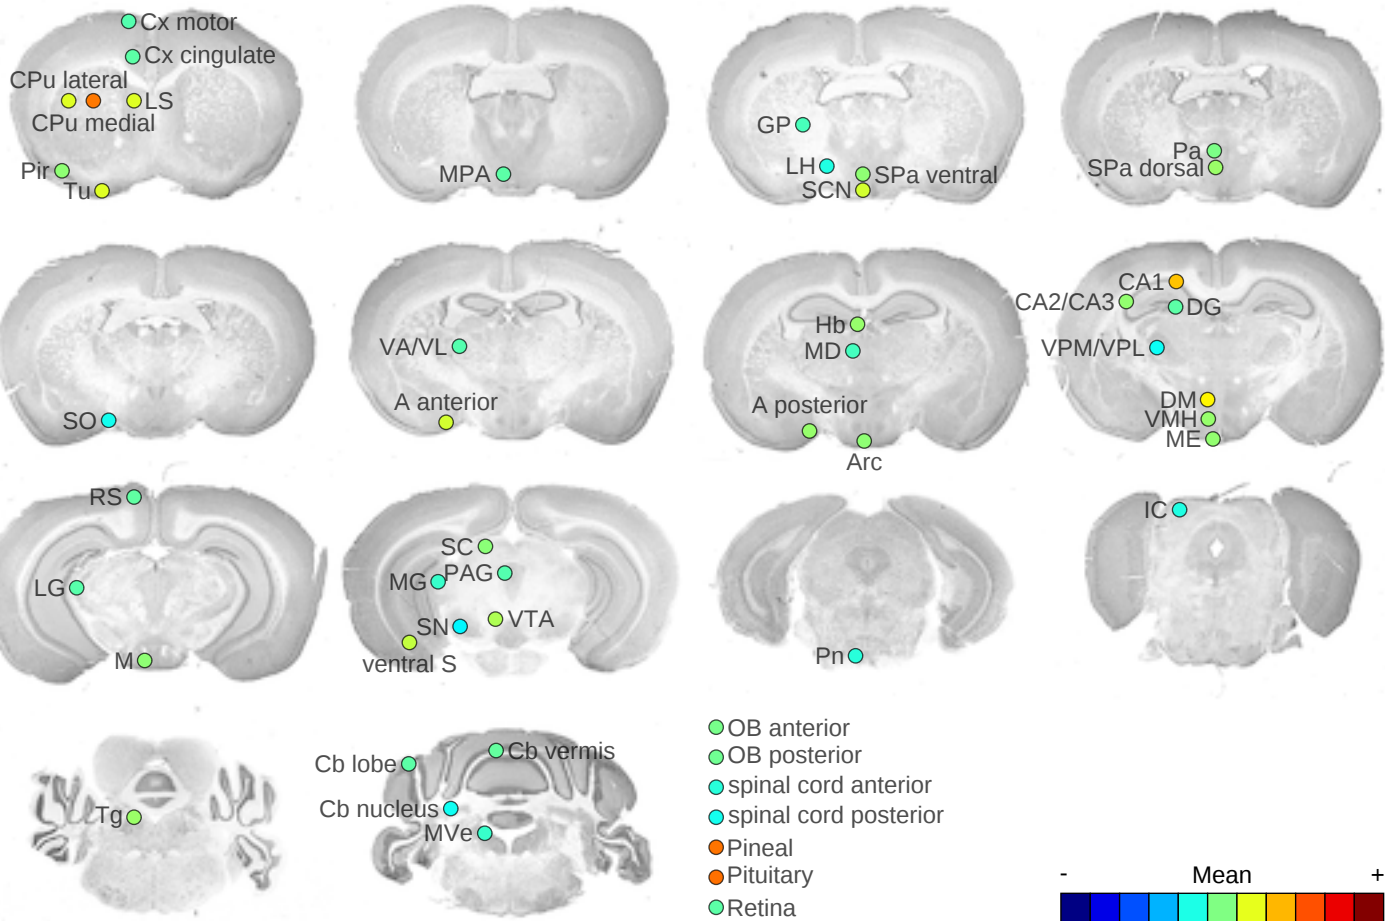 Cx motor
Cx cingulate
CPu lateral
LS
CPu medial
Pir
Tu
MPA
GP
LH
SPa ventral
SCN
Pa
SPa dorsal
SO
VA/VL
A anterior
Hb
MD
A posterior
Arc
CA1
CA2/CA3
DG
VPM/VPL
DM
VMH
ME
RS
LG
M
SC
MG
PAG
SN
VTA
ventral S
Pn
IC
Tg
Cb lobe
Cb vermis
Cb nucleus
MVe
OB anterior
OB posterior
spinal cord anterior
spinal cord posterior
Pineal
Pituitary
Retina
- Mean +